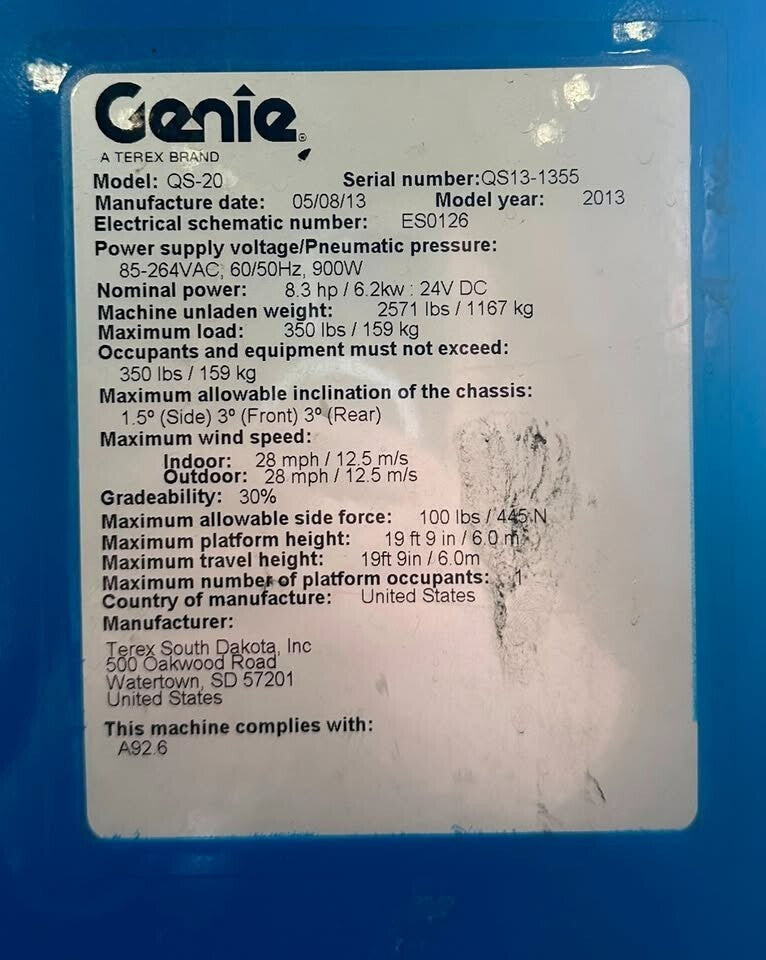 Genie®
A TEREX BRAND
Model: QS-20 Serial number:QS13-1355
Manufacture date: 05/08/13 Model year: 2013
Electrical schematic number: ES0126
Power supply voltage/Pneumatic pressure:
85-264VAC, 60/50Hz, 900W
Nominal power: 8.3 hp / 6.2kw : 24V DC
Machine unladen weight: 2571 lbs / 1167 kg
Maximum load: 350 lbs / 159 kg
Occupants and equipment must not exceed:
350 lbs / 159 kg
Maximum allowable inclination of the chassis:
1.5º (Side) 3º (Front) 3º (Rear)
Maximum wind speed:
Indoor: 28 mph / 12.5 m/s
Outdoor: 28 mph / 12.5 m/s
Gradeability: 30%
Maximum allowable side force: 100 lbs / 445 N
Maximum platform height: 19 ft 9 in / 6.0 m
Maximum travel height: 19ft 9in / 6.0m
Maximum number of platform occupants: 1
Country of manufacture: United States
Manufacturer:
Terex South Dakota, Inc
500 Oakwood Road
Watertown, SD 57201
United States
This machine complies with:
A92.6